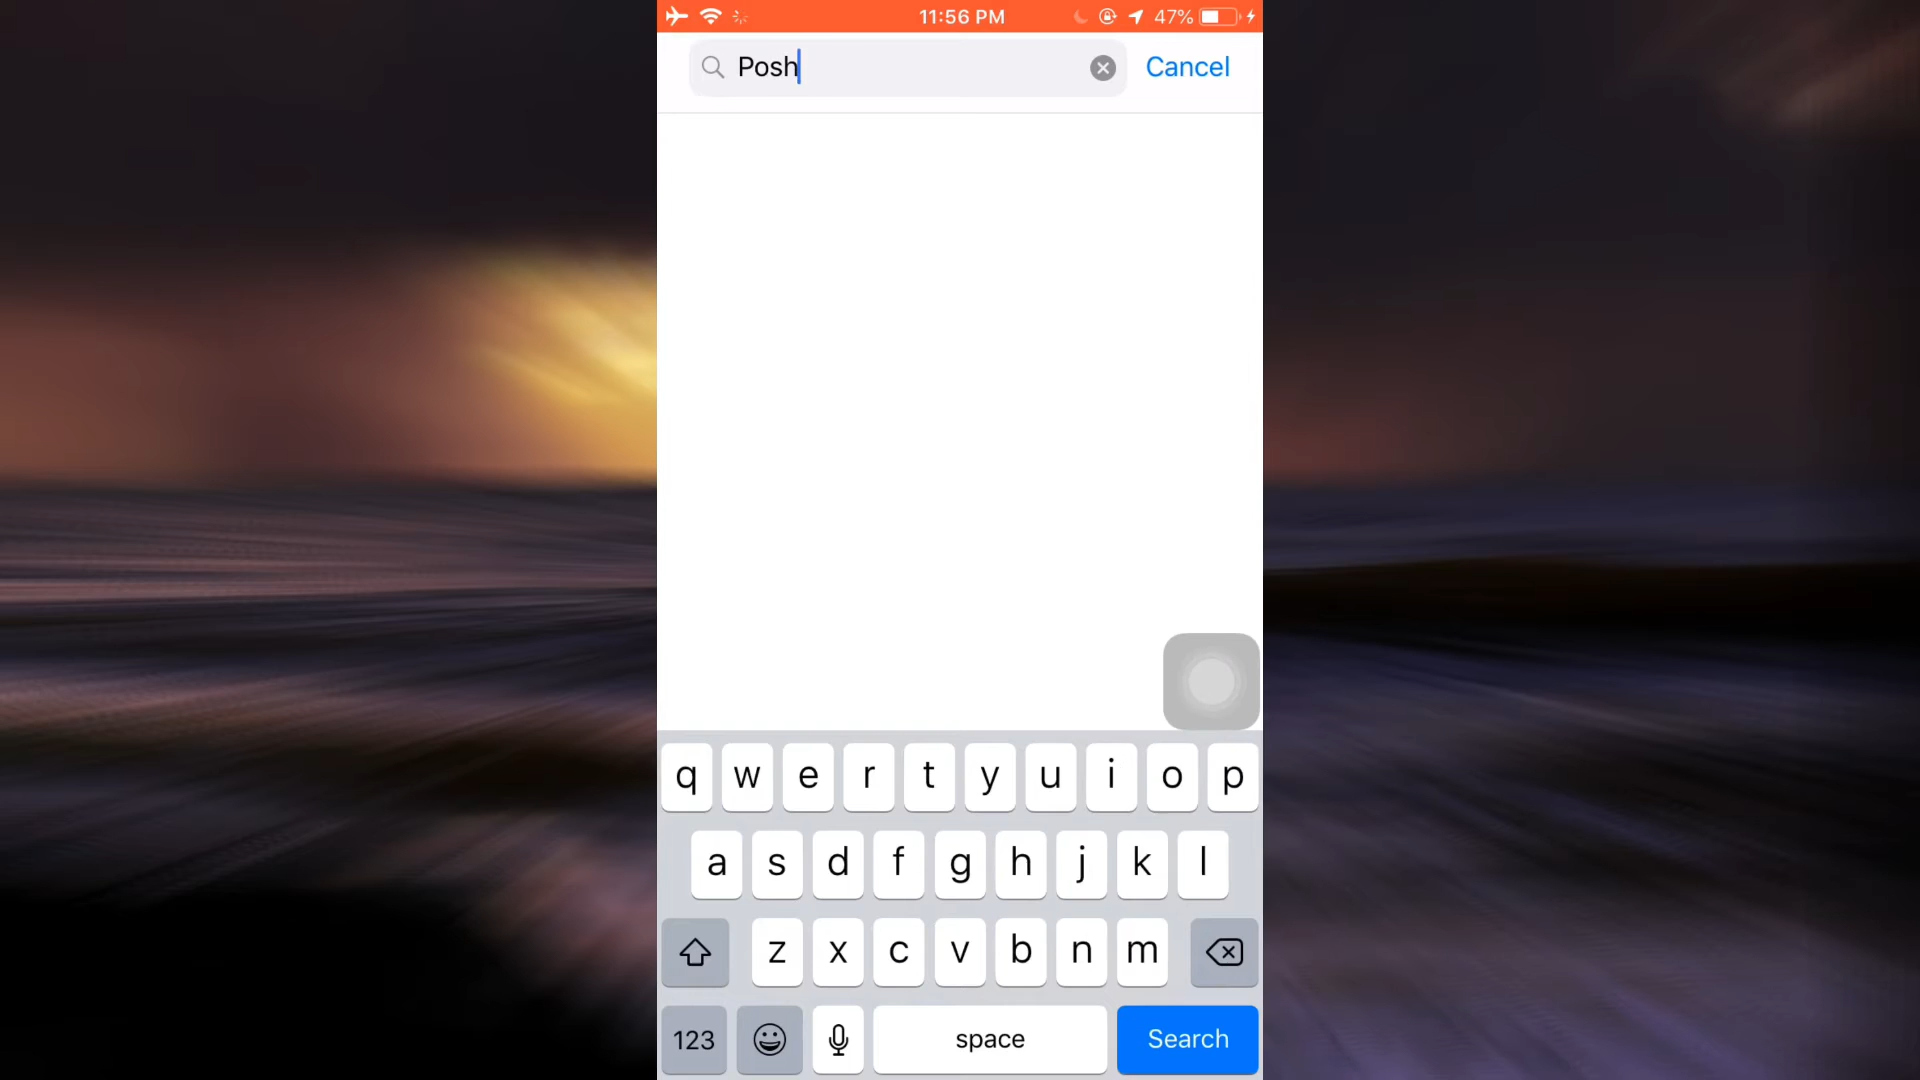 11:56 PM 47%
Posh Cancel
q w e r t y u i o p
a s d f g h j k l
z x c v b n m
123 space Search